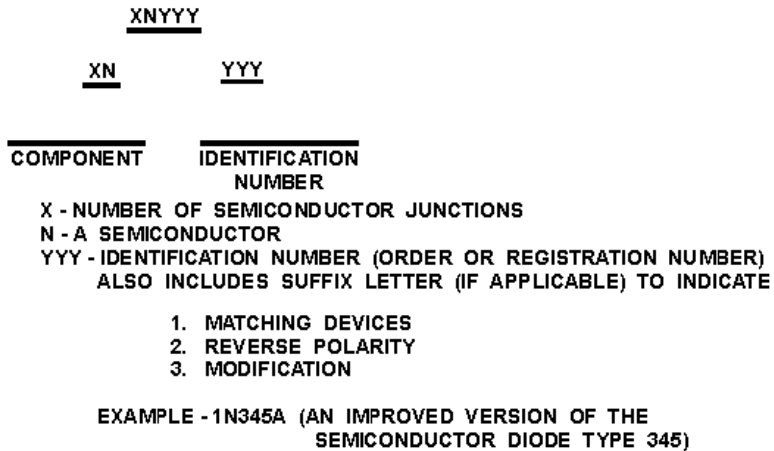 XNYYY
XN YYY
COMPONENT IDENTIFICATION
NUMBER
X - NUMBER OF SEMICONDUCTOR JUNCTIONS
N - A SEMICONDUCTOR
YYY - IDENTIFICATION NUMBER (ORDER OR REGISTRATION NUMBER)
ALSO INCLUDES SUFFIX LETTER (IF APPLICABLE) TO INDICATE
1. MATCHING DEVICES
2. REVERSE POLARITY
3. MODIFICATION
EXAMPLE - 1N345A (AN IMPROVED VERSION OF THE
SEMICONDUCTOR DIODE TYPE 345)